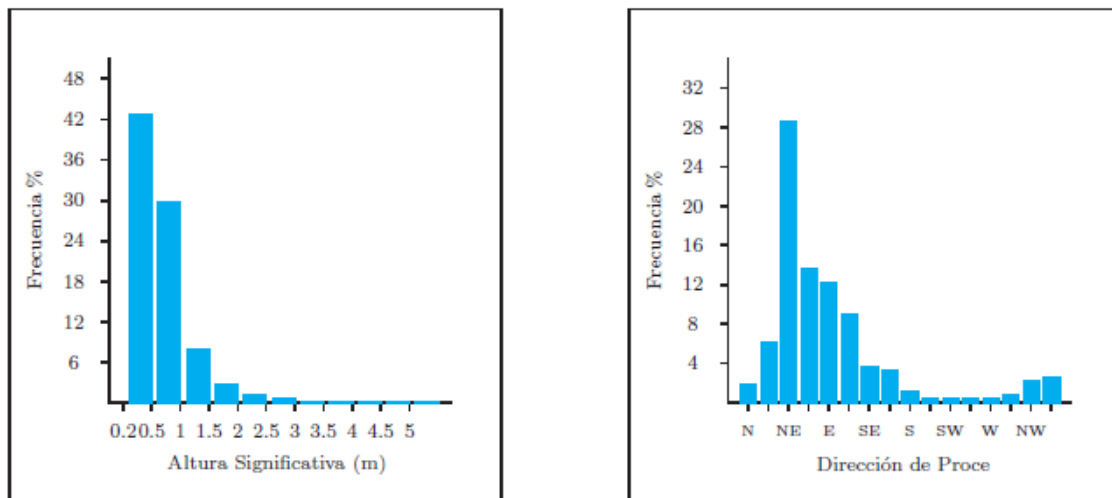 48
42
36
30
24
18
12
6
Frecuencia %
0.2 0.5 1 1.5 2 2.5 3 3.5 4 4.5 5
Altura Significativa (m)
32
28
24
20
16
12
8
4
Frecuencia %
N NE E SE S SW W NW
Dirección de Proce